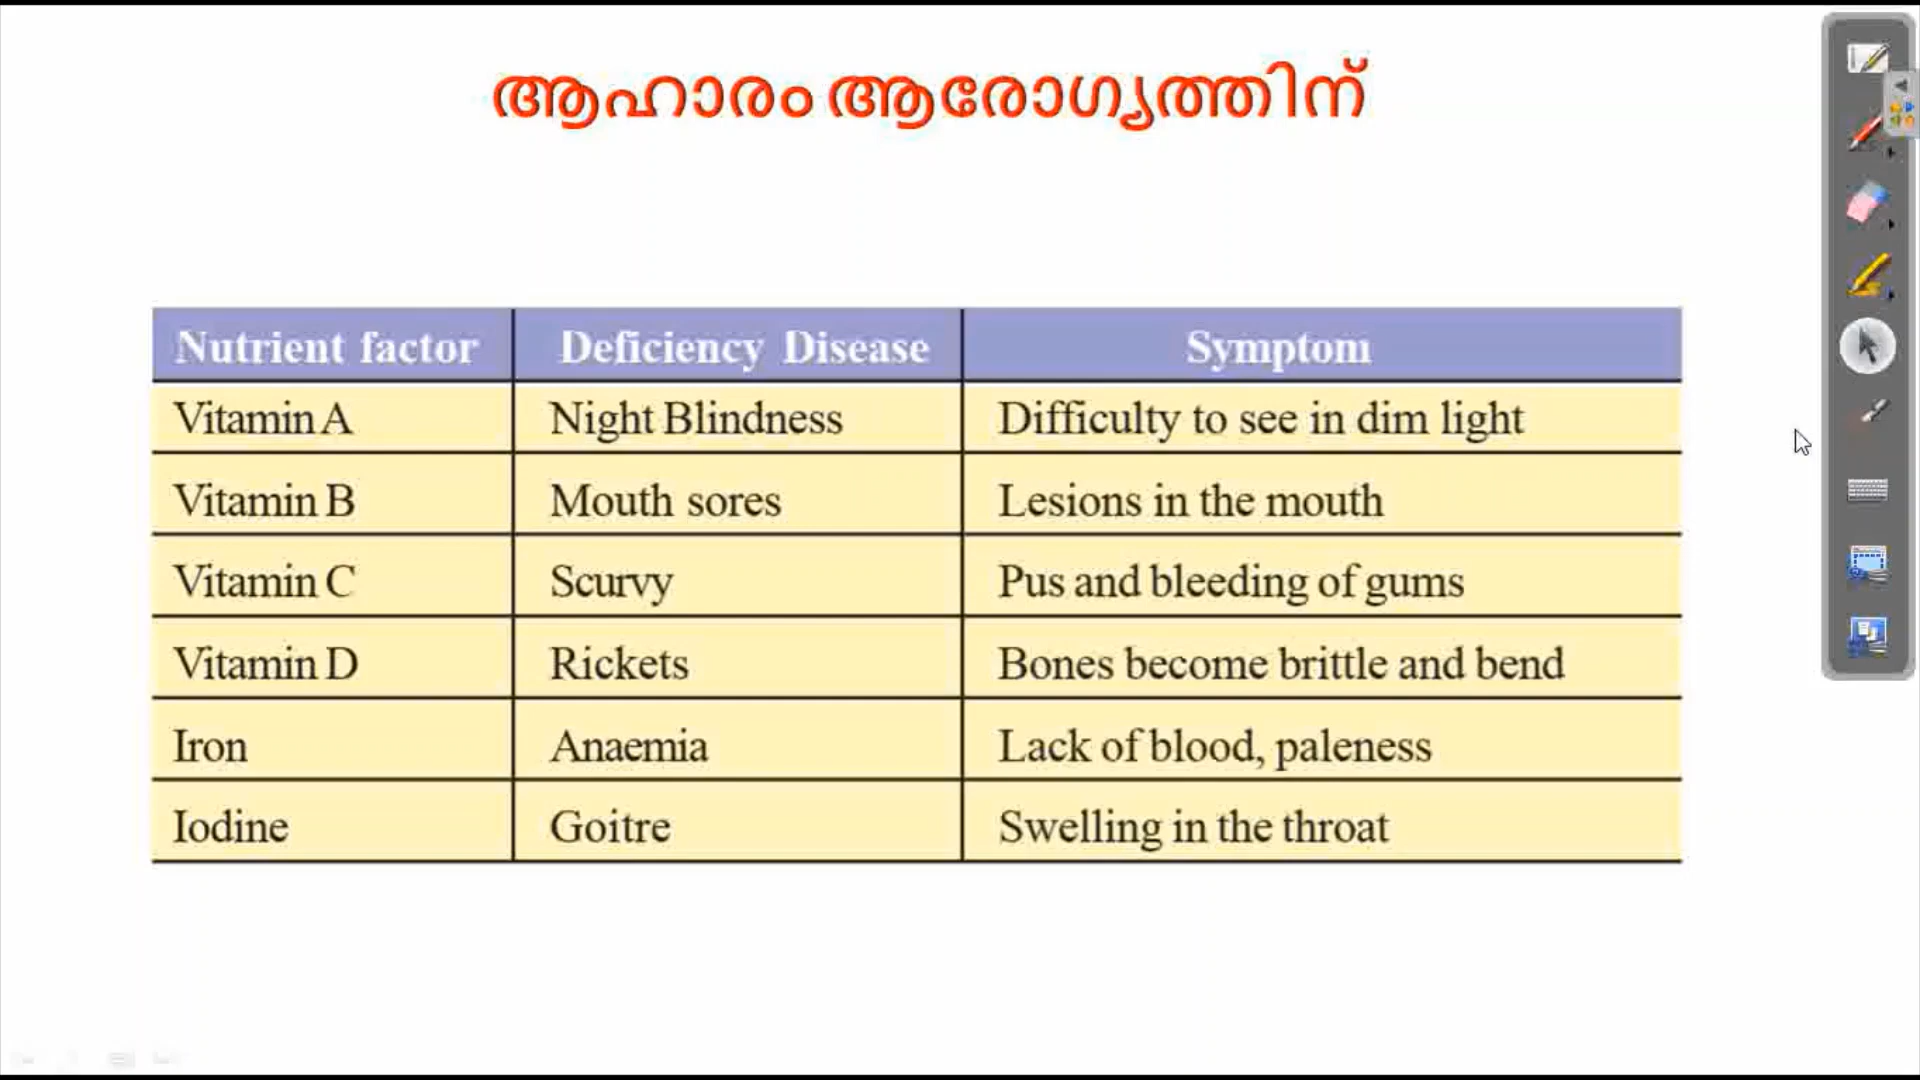 ആഹാരം ആരോഗ്യത്തിന്
Nutrient factor Deficiency Disease Symptom
Vitamin A Night Blindness Difficulty to see in dim light
Vitamin B Mouth sores Lesions in the mouth
Vitamin C Scurvy Pus and bleeding of gums
Vitamin D Rickets Bones become brittle and bend
Iron Anaemia Lack of blood, paleness
Iodine Goitre Swelling in the throat